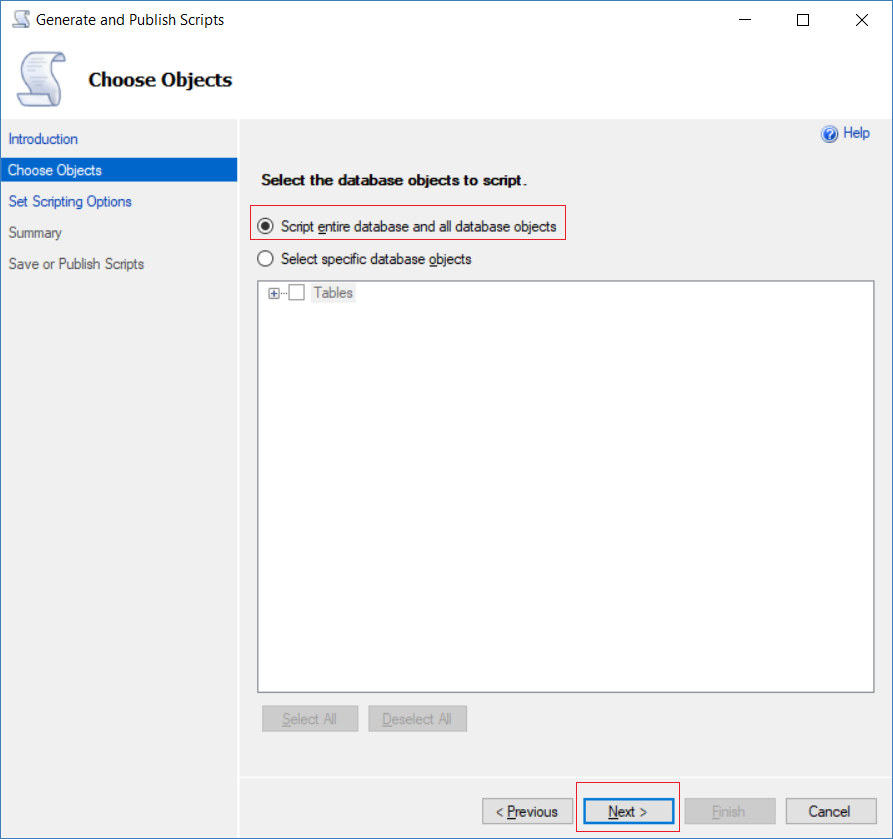 Generate and Publish Scripts
Choose Objects
Introduction
Choose Objects
Set Scripting Options
Summary
Save or Publish Scripts
Help
Select the database objects to script.
Script entire database and all database objects
Select specific database objects
Tables
Select All
Deselect All
< Previous
Next >
Finish
Cancel